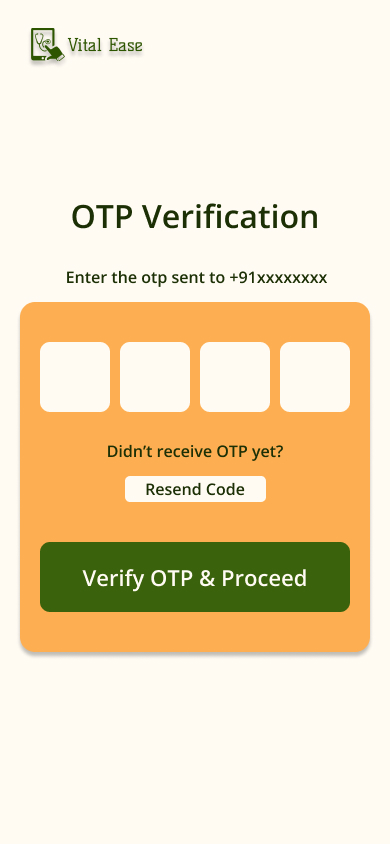 Vital Ease
OTP Verification
Enter the otp sent to +91xxxxxxxx
Didn’t receive OTP yet?
Resend Code
Verify OTP & Proceed